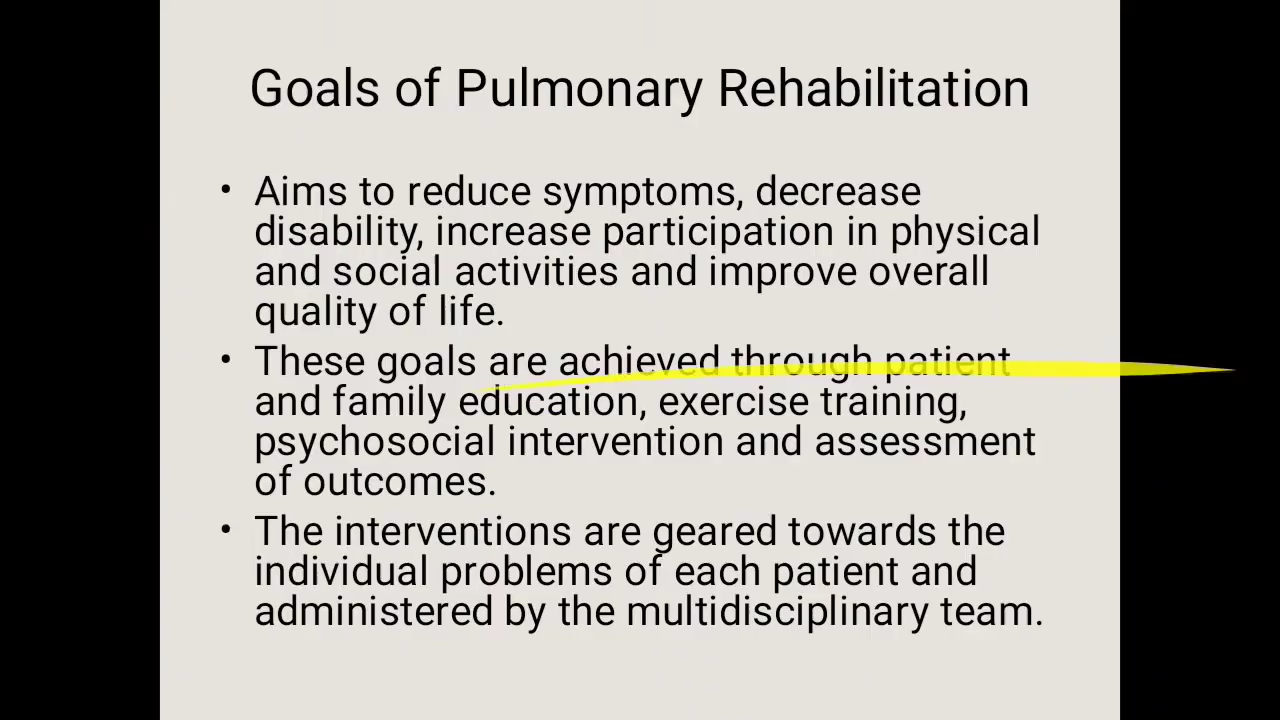 Goals of Pulmonary Rehabilitation
• Aims to reduce symptoms, decrease
disability, increase participation in physical
and social activities and improve overall
quality of life.
• These goals are achieved through patient
and family education, exercise training,
psychosocial intervention and assessment
of outcomes.
• The interventions are geared towards the
individual problems of each patient and
administered by the multidisciplinary team.